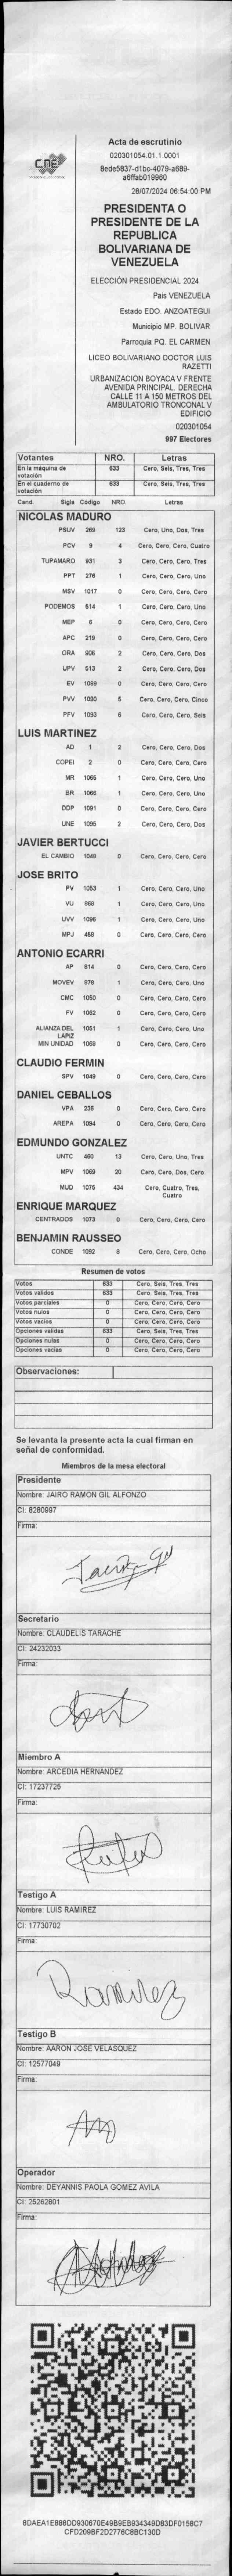 CNE
Acta de escrutinio
020301054.01.1.0001
8ede5837-d1bc-4079-a689-
a6ffab019960
28/07/2024 06:54:00 PM
PRESIDENTA O
PRESIDENTE DE LA
REPUBLICA
BOLIVARIANA DE
VENEZUELA
ELECCIÓN PRESIDENCIAL 2024
Pais VENEZUELA
Estado EDO. ANZOATEGUI
Municipio MP. BOLIVAR
Parroquia PQ. EL CARMEN
LICEO BOLIVARIANO DOCTOR LUIS
RAZETTI
URBANIZACION BOYACA V FRENTE
AVENIDA PRINCIPAL. DERECHA
CALLE 11 A 150 METROS DEL
AMBULATORIO TRONCONAL V
EDIFICIO
020301054
997 Electores
Votantes NRO. Letras
En la máquina de votación 633 Cero, Seis, Tres, Tres
En el cuaderno de votación 633 Cero, Seis, Tres, Tres
Cand. Sigla Código NRO. Letras
NICOLAS MADURO
PSUV 269 123 Cero, Uno, Dos, Tres
PCV 9 4 Cero, Cero, Cero, Cuatro
TUPAMARO 931 3 Cero, Cero, Cero, Tres
PPT 276 1 Cero, Cero, Cero, Uno
MSV 1017 0 Cero, Cero, Cero, Cero
PODEMOS 514 1 Cero, Cero, Cero, Uno
MEP 6 0 Cero, Cero, Cero, Cero
APC 219 0 Cero, Cero, Cero, Cero
ORA 906 2 Cero, Cero, Cero, Dos
UPV 513 2 Cero, Cero, Cero, Dos
EV 1089 0 Cero, Cero, Cero, Cero
PVV 1090 5 Cero, Cero, Cero, Cinco
PFV 1093 6 Cero, Cero, Cero, Seis
LUIS MARTINEZ
AD 1 2 Cero, Cero, Cero, Dos
COPEI 2 0 Cero, Cero, Cero, Cero
MR 1065 1 Cero, Cero, Cero, Uno
BR 1066 1 Cero, Cero, Cero, Uno
DDP 1091 0 Cero, Cero, Cero, Cero
UNE 1095 2 Cero, Cero, Cero, Dos
JAVIER BERTUCCI
EL CAMBIO 1048 0 Cero, Cero, Cero, Cero
JOSE BRITO
PV 1053 1 Cero, Cero, Cero, Uno
VU 868 1 Cero, Cero, Cero, Uno
UVV 1096 1 Cero, Cero, Cero, Uno
MPJ 458 0 Cero, Cero, Cero, Cero
ANTONIO ECARRI
AP 814 0 Cero, Cero, Cero, Cero
MOVEV 978 1 Cero, Cero, Cero, Uno
CMC 1050 0 Cero, Cero, Cero, Cero
FV 1062 0 Cero, Cero, Cero, Cero
ALIANZA DEL LAPIZ 1051 1 Cero, Cero, Cero, Uno
MIN UNIDAD 1068 0 Cero, Cero, Cero, Cero
CLAUDIO FERMIN
SPV 1049 0 Cero, Cero, Cero, Cero
DANIEL CEBALLOS
VPA 236 0 Cero, Cero, Cero, Cero
AREPA 1094 0 Cero, Cero, Cero, Cero
EDMUNDO GONZALEZ
UNTC 460 13 Cero, Cero, Uno, Tres
MPV 1069 20 Cero, Cero, Dos, Cero
MUD 1075 434 Cero, Cuatro, Tres,
Cuatro
ENRIQUE MARQUEZ
CENTRADOS 1073 0 Cero, Cero, Cero, Cero
BENJAMIN RAUSSEO
CONDE 1092 8 Cero, Cero, Cero, Ocho
Resumen de votos
Votos 633 Cero, Seis, Tres, Tres
Votos validos 633 Cero, Seis, Tres, Tres
Votos parciales 0 Cero, Cero, Cero, Cero
Votos nulos 0 Cero, Cero, Cero, Cero
Votos vacios 0 Cero, Cero, Cero, Cero
Opciones validas 633 Cero, Seis, Tres, Tres
Opciones nulas 0 Cero, Cero, Cero, Cero
Opciones vacias 0 Cero, Cero, Cero, Cero
Observaciones:
Se levanta la presente acta la cual firman en
señal de conformidad.
Miembros de la mesa electoral
Presidente
Nombre: JAIRO RAMON GIL ALFONZO
CI: 8280997
Firma:
Jairo Gil
Secretario
Nombre: CLAUDELIS TARACHE
CI: 24232033
Firma:
Miembro A
Nombre: ARCEDIA HERNANDEZ
CI: 17237725
Firma:
Testigo A
Nombre: LUIS RAMIREZ
CI: 17730702
Firma:
Ramirez
Testigo B
Nombre: AARON JOSE VELASQUEZ
CI: 12577049
Firma:
Operador
Nombre: DEYANNIS PAOLA GOMEZ AVILA
CI: 25262801
Firma:
8DAEA1E888DD930670E49B9EB934349D83DF0158C7
CFD209BF2D2776C8BC130D